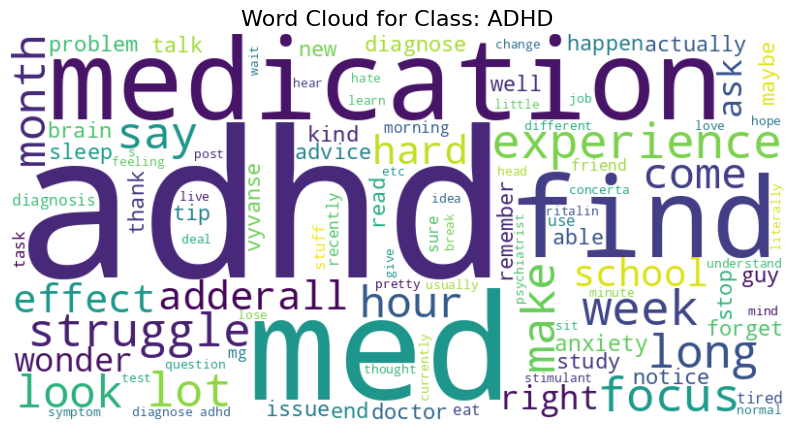 Word Cloud for Class: ADHD
month
problem
talk
wait
new
diagnose
change
happen
actually
maybe
medication
hear
hate
learn
well
little
job
ask
brain
say
kind
morning
hard
experience
different
love
hope
sleep
s
feeling
post
advice
friend
head
come
adhd
find
diagnosis
thank
live
tip
deal
vyvanse
stuff
recently
read
etc
idea
sure
break
give
remember
psychiatrist
concerta
ritalin
use
able
literally
task
pretty
usually
school
understand
guy
effect
adderall
hour
med
make
week
minute
stop
mind
forget
struggle
lose
sit
anxiety
long
wonder
mg
thought
currently
study
notice
question
test
look
lot
right
stimulant
focus
tired
normal
symptom
diagnose adhd
issue
end
doctor
eat